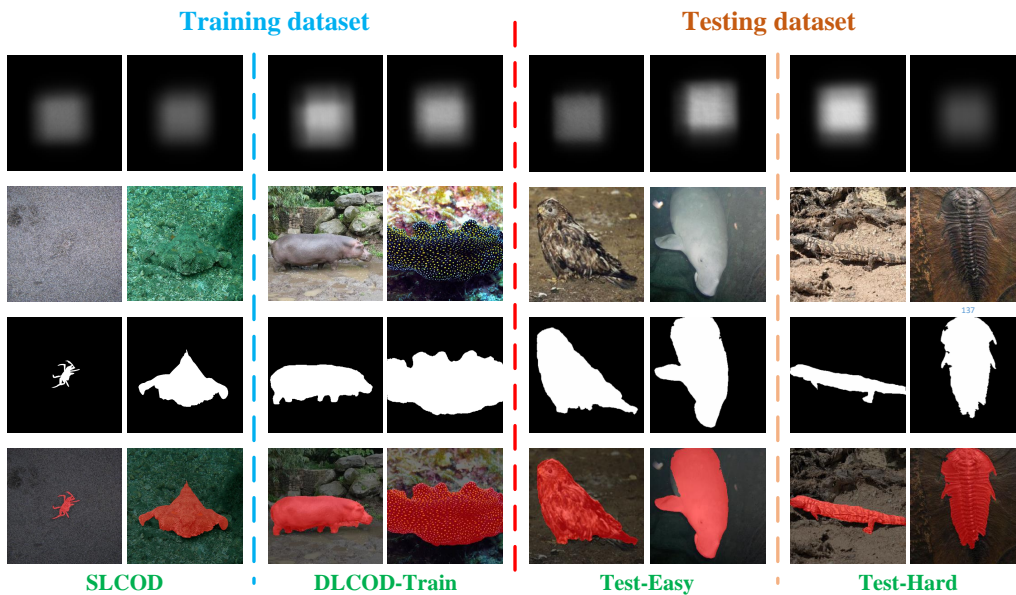 Training dataset
Testing dataset
137
SLCOD
DLCOD-Train
Test-Easy
Test-Hard